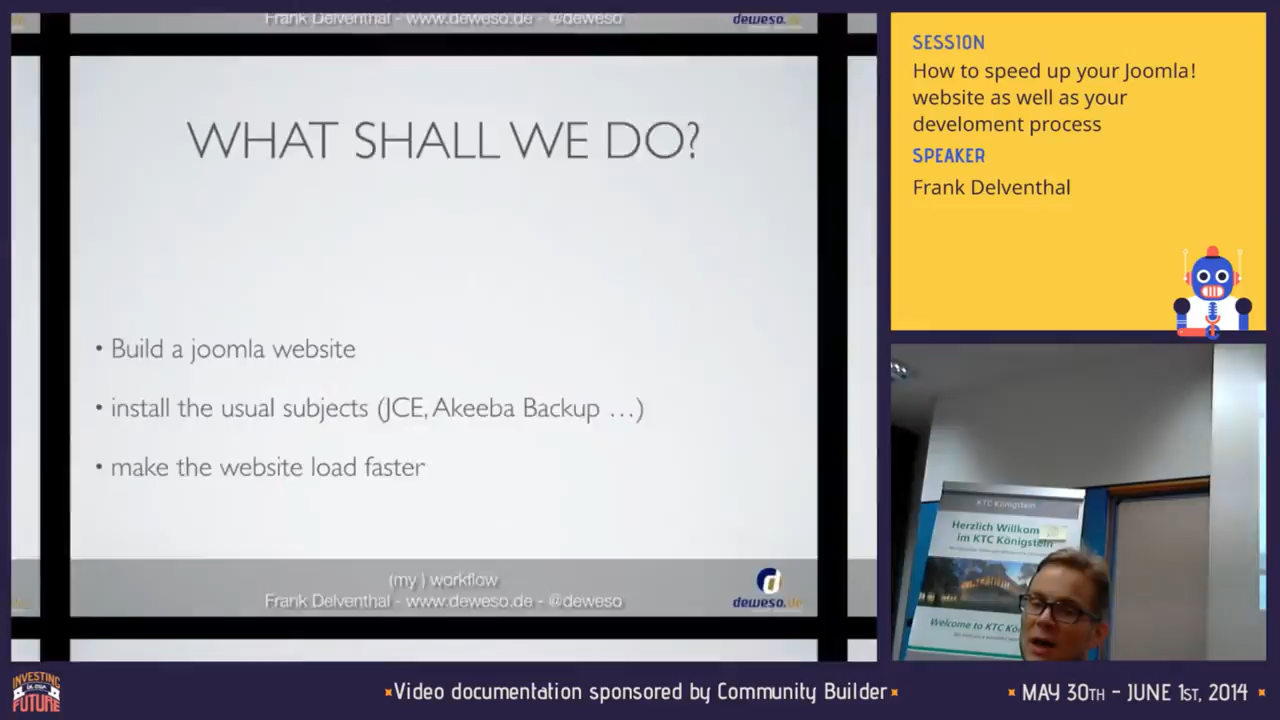 Frank Delventhal - www.deweso.de - @deweso
deweso.de
WHAT SHALL WE DO?
• Build a joomla website
• install the usual subjects (JCE, Akeeba Backup …)
• make the website load faster
(my ) workflow
Frank Delventhal - www.deweso.de - @deweso
deweso.de
SESSION
How to speed up your Joomla!
website as well as your
develoment process
SPEAKER
Frank Delventhal
KTC Königstein
Herzlich Willkom
im KTC Königstein
Welcome to KTC Kö
INVESTING
FUTURE
Video documentation sponsored by Community Builder
MAY 30TH - JUNE 1ST, 2014